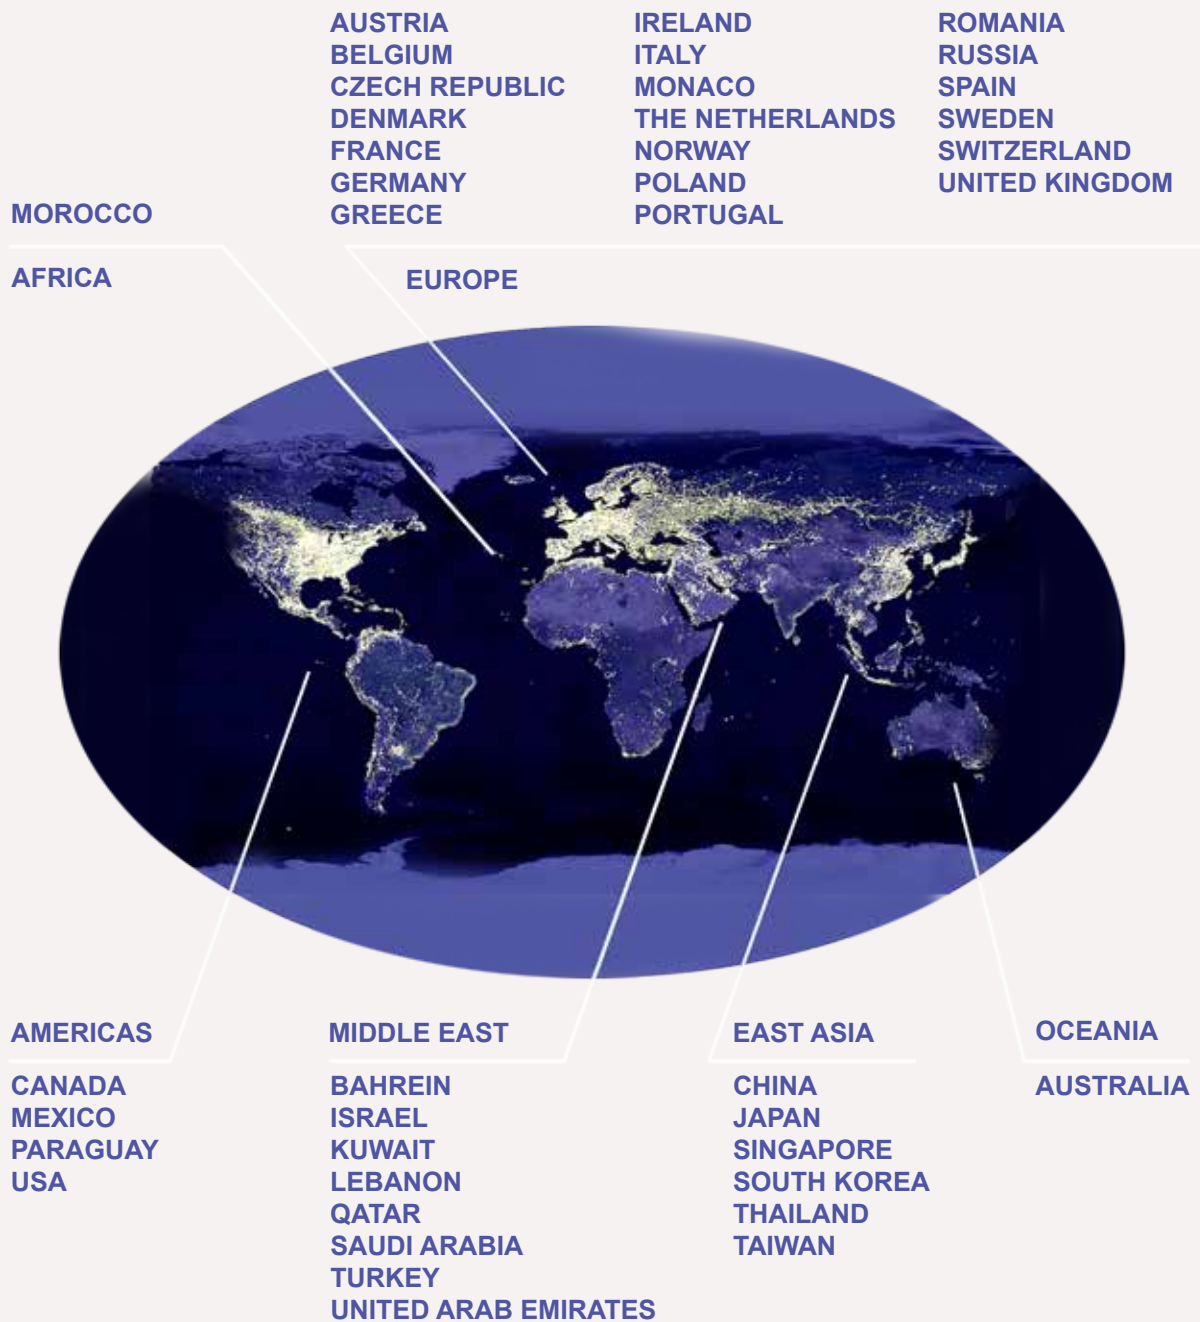 AUSTRIA
BELGIUM
CZECH REPUBLIC
DENMARK
FRANCE
GERMANY
GREECE
IRELAND
ITALY
MONACO
THE NETHERLANDS
NORWAY
POLAND
PORTUGAL
ROMANIA
RUSSIA
SPAIN
SWEDEN
SWITZERLAND
UNITED KINGDOM
MOROCCO
AFRICA
EUROPE
AMERICAS
CANADA
MEXICO
PARAGUAY
USA
MIDDLE EAST
BAHREIN
ISRAEL
KUWAIT
LEBANON
QATAR
SAUDI ARABIA
TURKEY
UNITED ARAB EMIRATES
EAST ASIA
CHINA
JAPAN
SINGAPORE
SOUTH KOREA
THAILAND
TAIWAN
OCEANIA
AUSTRALIA